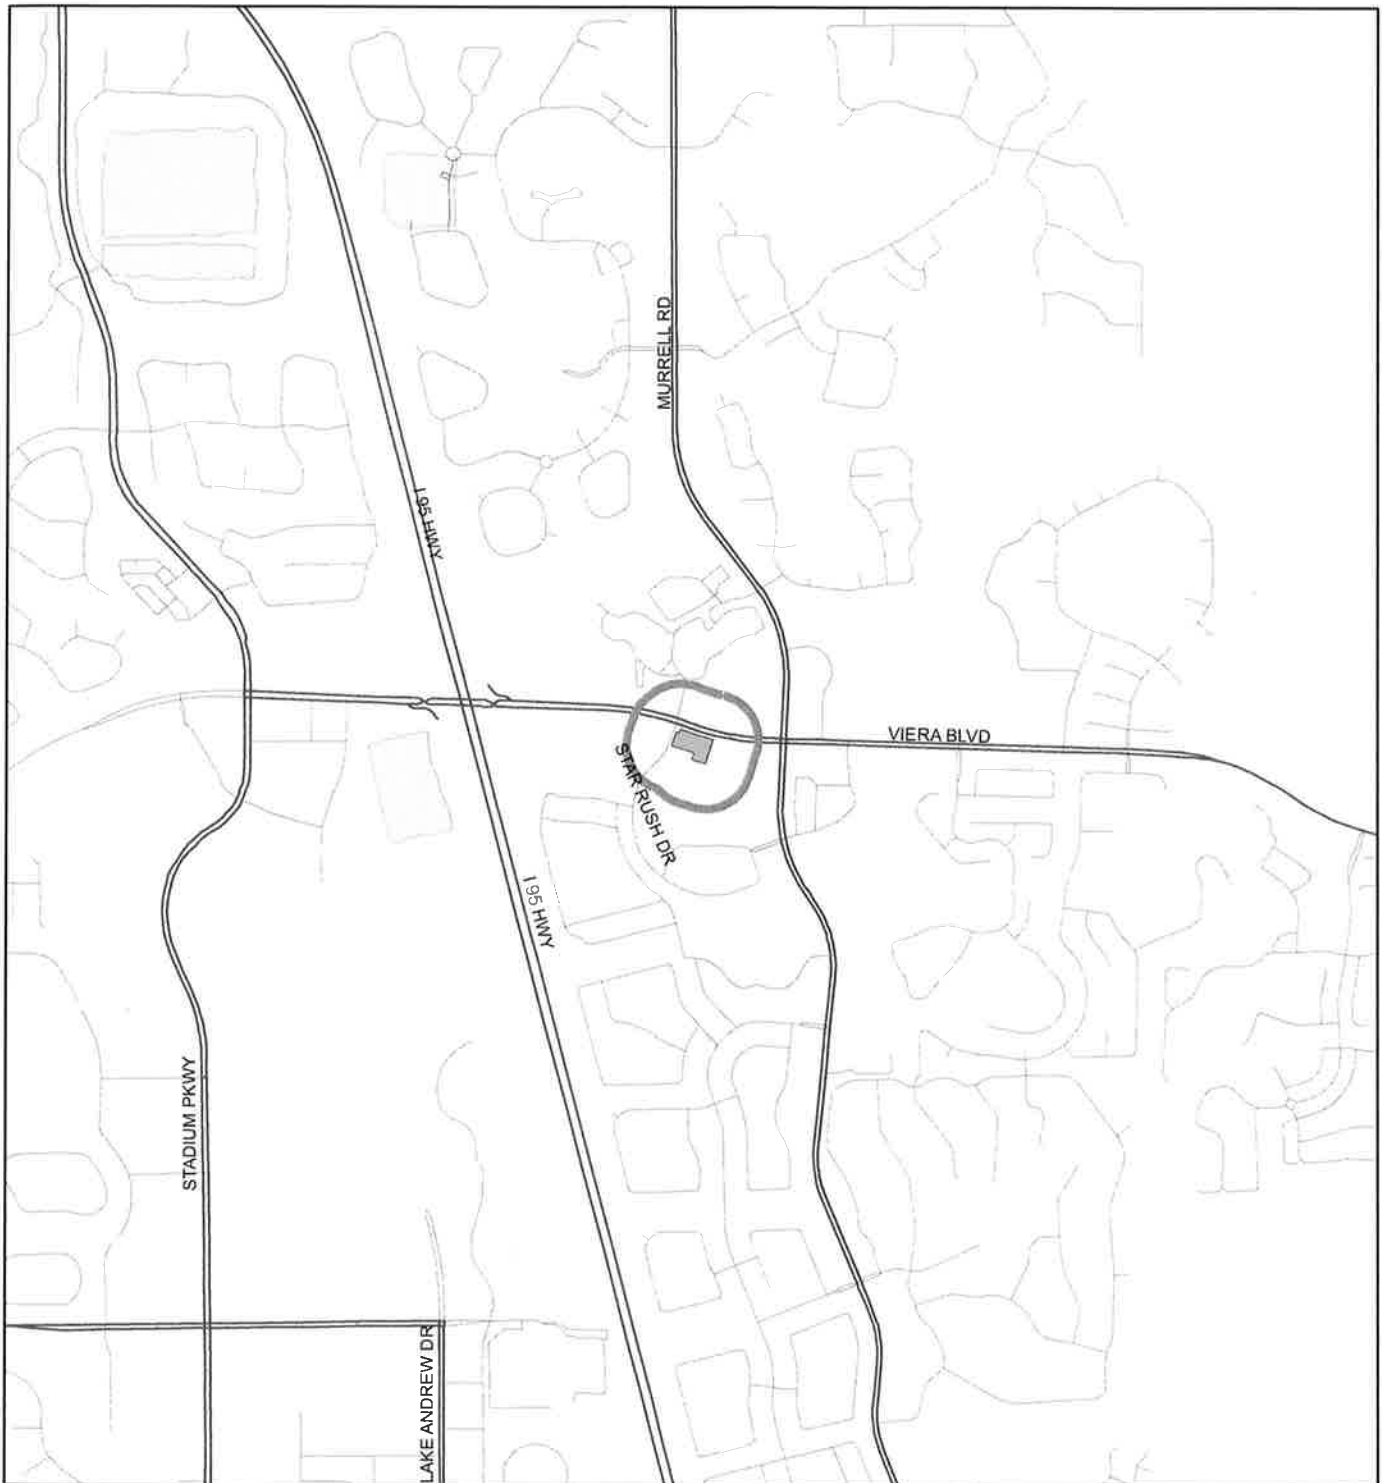 MURRELL RD
I 95 HWY
VIERA BLVD
STAR RUSH DR
I 95 HWY
STADIUM PKWY
LAKE ANDREW DR